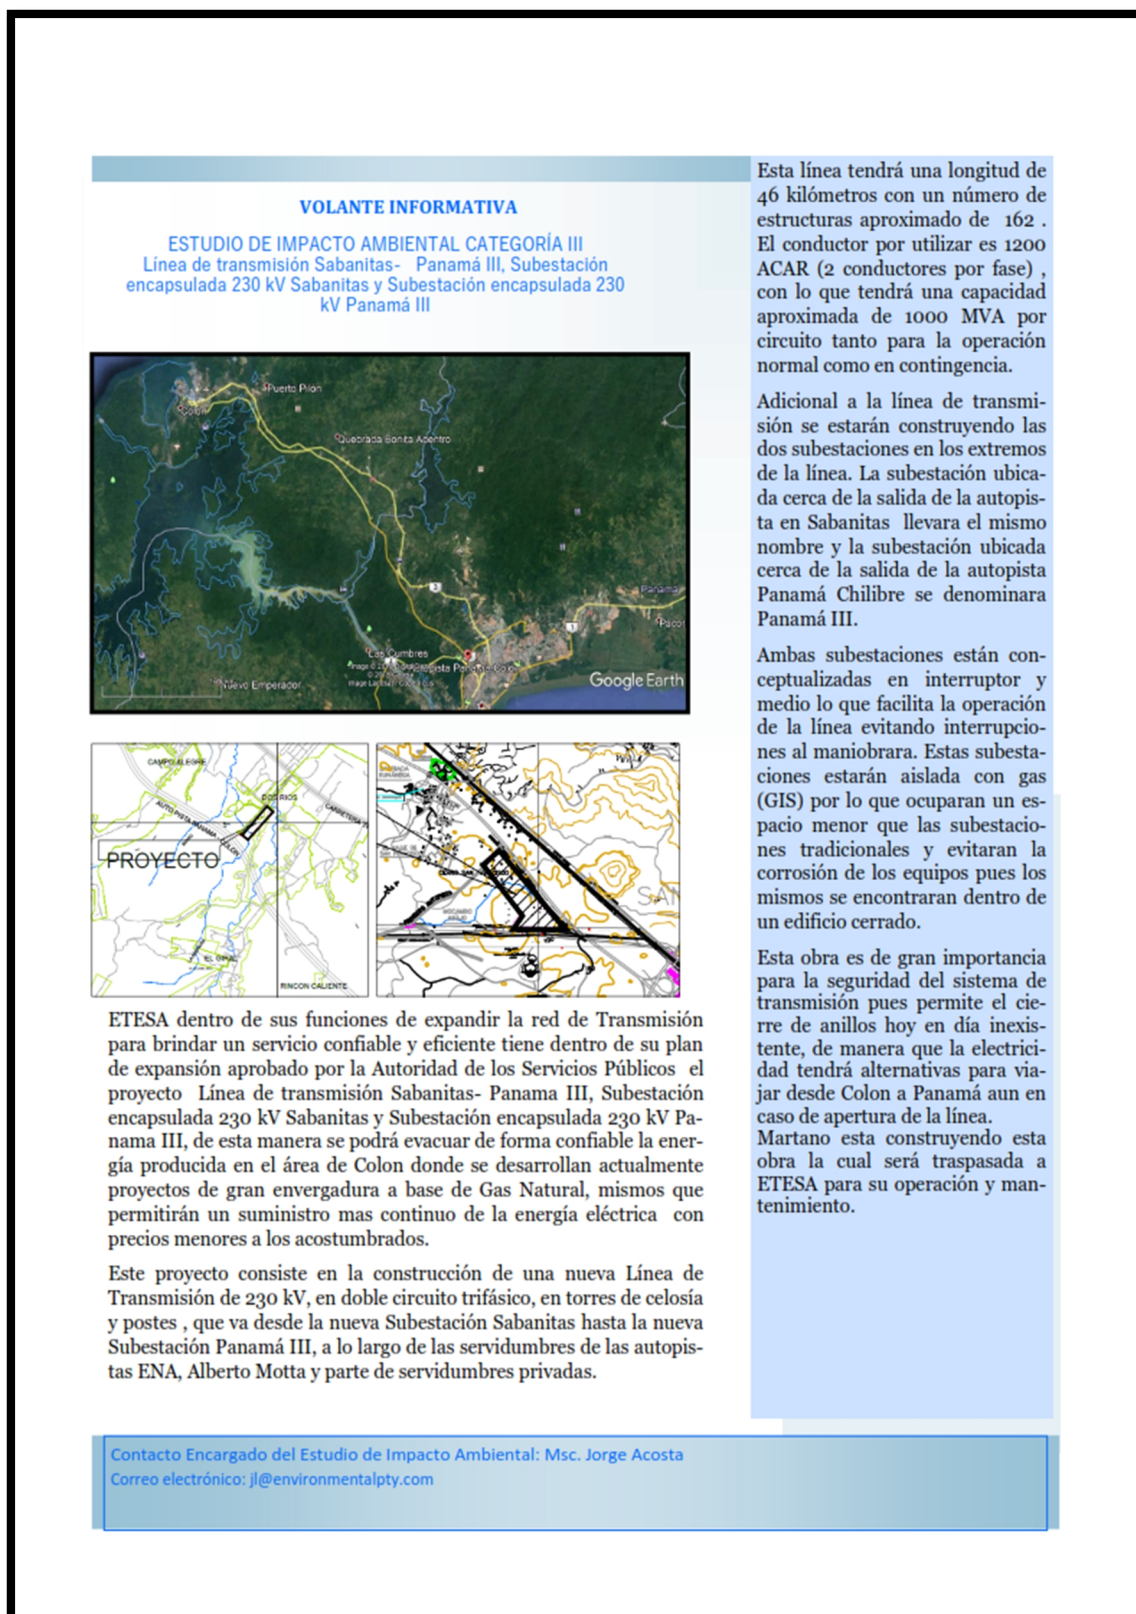 VOLANTE INFORMATIVA
ESTUDIO DE IMPACTO AMBIENTAL CATEGORÍA III
Línea de transmisión Sabanitas- Panamá III, Subestación
encapsulada 230 kV Sabanitas y Subestación encapsulada 230
kV Panamá III
Puerto Pilón
Colón
Quebrada Bonita Adentro
3
1
Panamá
Las Cumbres
Nuevo Emperador
Google Earth
CAMPO ALEGRE
DOS RIOS
AUTO PISTA PANAMA - COLON
PROYECTO
EL GIRAL
RINCON CALIENTE
ETESA dentro de sus funciones de expandir la red de Transmisión
para brindar un servicio confiable y eficiente tiene dentro de su plan
de expansión aprobado por la Autoridad de los Servicios Públicos el
proyecto Línea de transmisión Sabanitas- Panama III, Subestación
encapsulada 230 kV Sabanitas y Subestación encapsulada 230 kV Pa-
nama III, de esta manera se podrá evacuar de forma confiable la ener-
gía producida en el área de Colon donde se desarrollan actualmente
proyectos de gran envergadura a base de Gas Natural, mismos que
permitirán un suministro mas continuo de la energía eléctrica con
precios menores a los acostumbrados.
Este proyecto consiste en la construcción de una nueva Línea de
Transmisión de 230 kV, en doble circuito trifásico, en torres de celosía
y postes , que va desde la nueva Subestación Sabanitas hasta la nueva
Subestación Panamá III, a lo largo de las servidumbres de las autopis-
tas ENA, Alberto Motta y parte de servidumbres privadas.
Esta línea tendrá una longitud de
46 kilómetros con un número de
estructuras aproximado de 162 .
El conductor por utilizar es 1200
ACAR (2 conductores por fase) ,
con lo que tendrá una capacidad
aproximada de 1000 MVA por
circuito tanto para la operación
normal como en contingencia.
Adicional a la línea de transmi-
sión se estarán construyendo las
dos subestaciones en los extremos
de la línea. La subestación ubica-
da cerca de la salida de la autopis-
ta en Sabanitas llevara el mismo
nombre y la subestación ubicada
cerca de la salida de la autopista
Panamá Chilibre se denominara
Panamá III.
Ambas subestaciones están con-
ceptualizadas en interruptor y
medio lo que facilita la operación
de la línea evitando interrupcio-
nes al maniobrara. Estas subesta-
ciones estarán aislada con gas
(GIS) por lo que ocuparan un es-
pacio menor que las subestacio-
nes tradicionales y evitaran la
corrosión de los equipos pues los
mismos se encontraran dentro de
un edificio cerrado.
Esta obra es de gran importancia
para la seguridad del sistema de
transmisión pues permite el cie-
rre de anillos hoy en día inexis-
tente, de manera que la electrici-
dad tendrá alternativas para via-
jar desde Colon a Panamá aun en
caso de apertura de la línea.
Martano esta construyendo esta
obra la cual será traspasada a
ETESA para su operación y man-
tenimiento.
Contacto Encargado del Estudio de Impacto Ambiental: Msc. Jorge Acosta
Correo electrónico: jl@environmentalpty.com